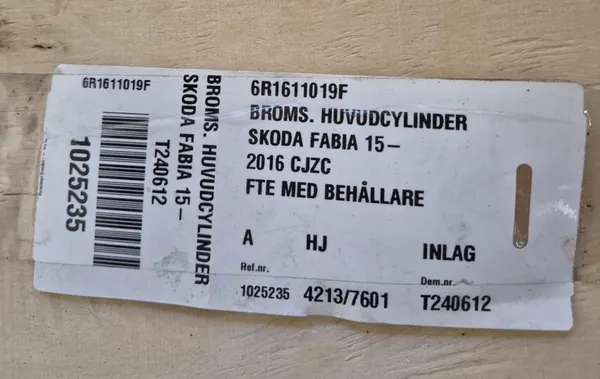 6R1611019F
1025235
BROMS. HUVUDCYLINDER
SKODA FABIA 15-
T240612
6R1611019F
BROMS. HUVUDCYLINDER
SKODA FABIA 15-
2016 CJZC
FTE MED BEHÅLLARE
A HJ INLAG
Ref.nr. Dem.nr.
1025235 4213/7601 T240612